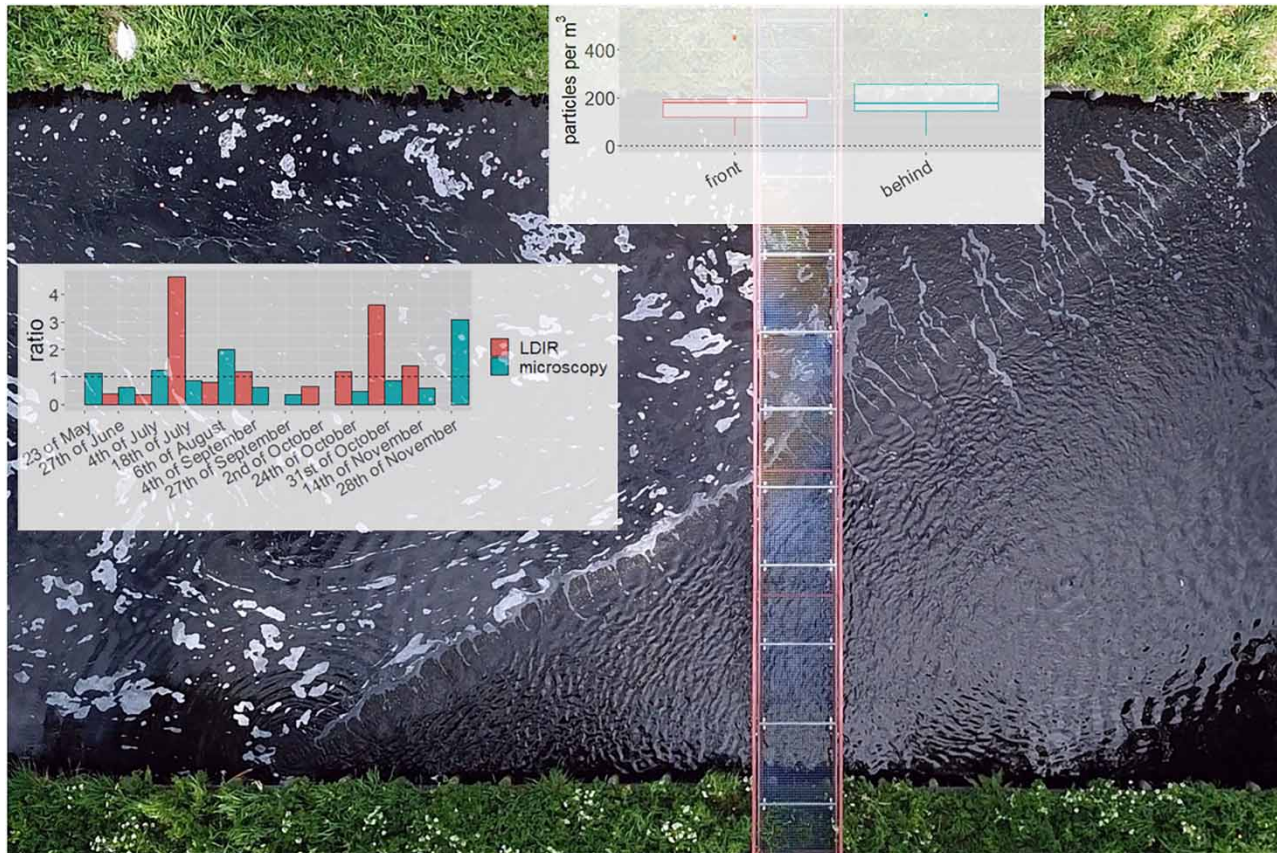 particles per m³
400
200
0
front
behind
ratio
4
3
2
1
0
LDIR
microscopy
23 of May
27th of June
4th of July
18th of July
6th of August
4th of September
27th of September
2nd of October
24th of October
31st of October
14th of November
28th of November